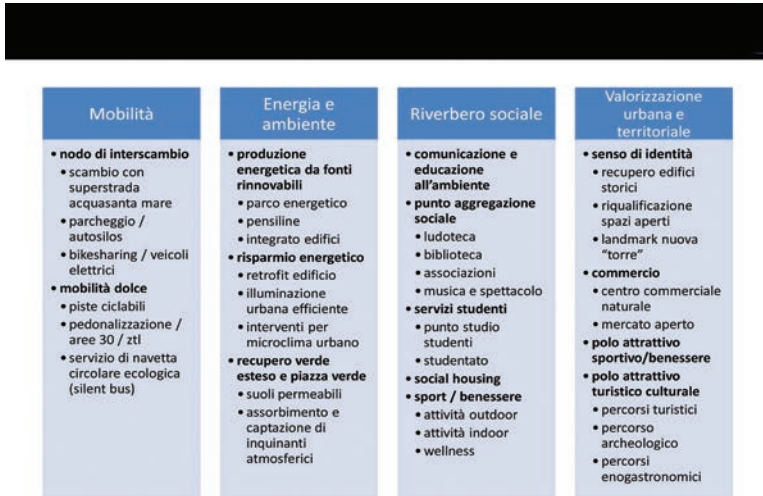 Mobilità
• nodo di interscambio
• scambio con
superstrada
acquasanta mare
• parcheggio /
autosilos
• bikesharing / veicoli
elettrici
• mobilità dolce
• piste ciclabili
• pedonalizzazione /
aree 30 / ztl
• servizio di navetta
circolare ecologica
(silent bus)
Energia e
ambiente
• produzione
energetica da fonti
rinnovabili
• parco energetico
• pensiline
• integrato edifici
• risparmio energetico
• retrofit edificio
• illuminazione
urbana efficiente
• interventi per
microclima urbano
• recupero verde
esteso e piazza verde
• suoli permeabili
• assorbimento e
captazione di
inquinanti
atmosferici
Riverbero sociale
• comunicazione e
educazione
all’ambiente
• punto aggregazione
sociale
• ludoteca
• biblioteca
• associazioni
• musica e spettacolo
• servizi studenti
• punto studio
studenti
• studentato
• social housing
• sport / benessere
• attività outdoor
• attività indoor
• wellness
Valorizzazione
urbana e
territoriale
• senso di identità
• recupero edifici
storici
• riqualificazione
spazi aperti
• landmark nuova
“torre”
• commercio
• centro commerciale
naturale
• mercato aperto
• polo attrattivo
sportivo/benessere
• polo attrattivo
turistico culturale
• percorsi turistici
• percorso
archeologico
• percorsi
enogastronomici